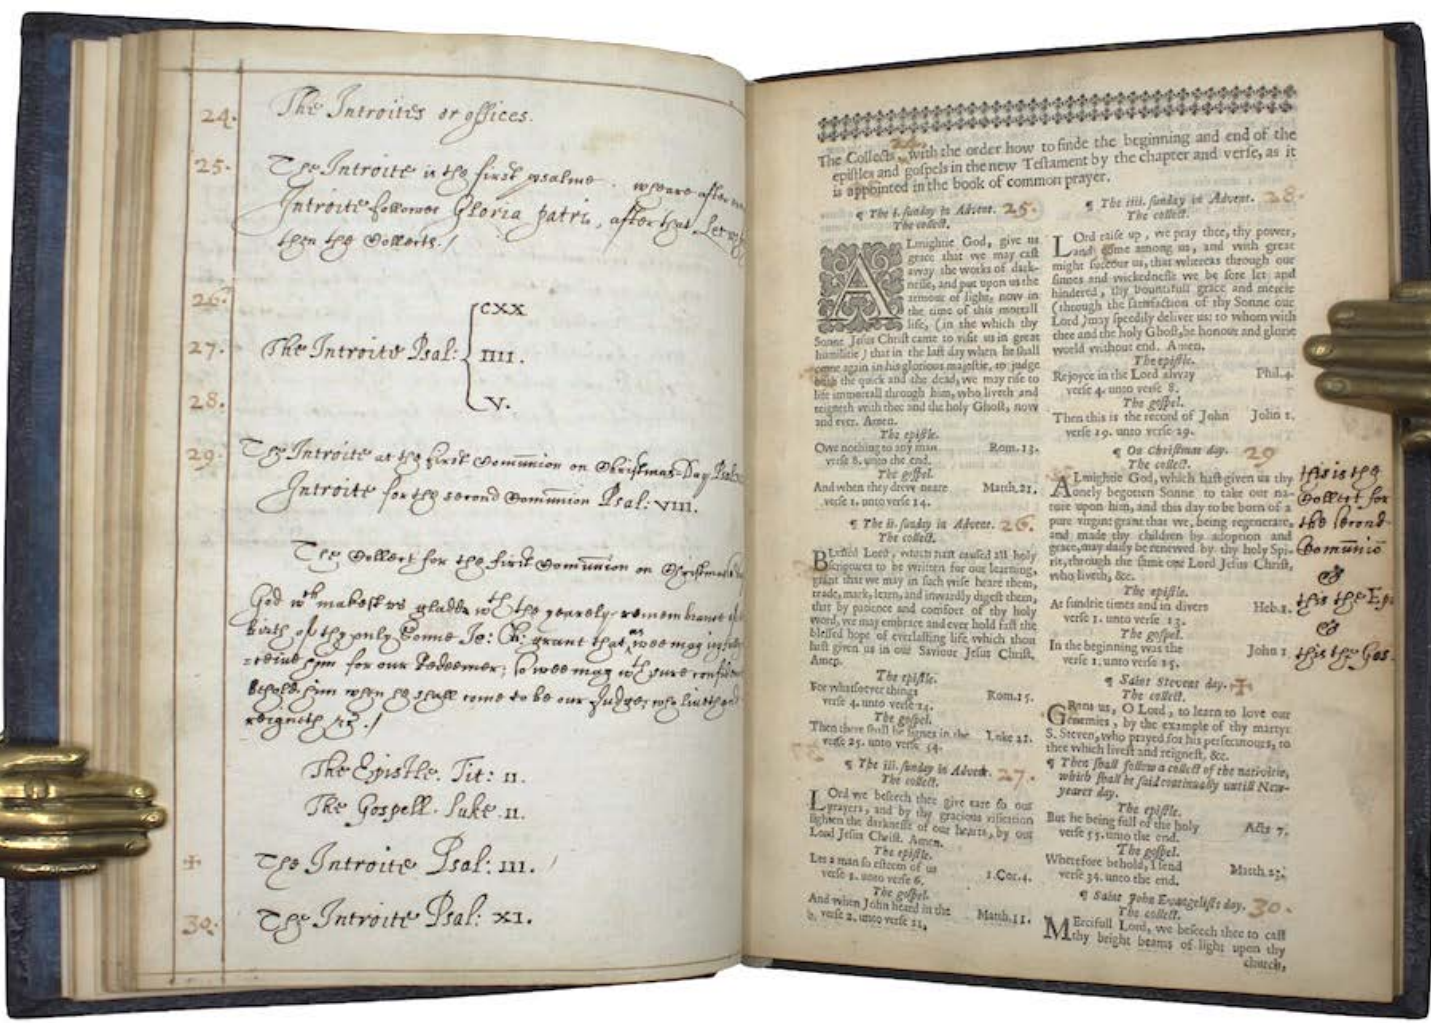 24. The Introites or offices.
25. The Introite is the first psalme. wheare after
Introite followes Gloria patri, after that Let us
then the Collects./
26.
CXX
27. The Introite Psal: IIII.
28. V.
29. The Introite at the first Communion on Christmas-Day Psal:
Introite for the second Communion Psal: VIII.
The Collect for the first Communion on Christmas
God wch makest us gladde wth the yearely remembrance of
birth of thy only Sonne Je: Ch: grant that as wee may joyfully
=ceive him for our Redeemer; so wee may wth sure confidence
behold him when he shall come to be our Judge, who liveth and
reigneth &c./
The Epistle. Tit: II.
The Gospell. Luke. II.
✠ The Introite Psal: III.
30. The Introite Psal: XI.
The Collects, with the order how to finde the beginning and end of the
epistles and gospels in the new Testament by the chapter and verse, as it
is appointed in the book of common prayer.
¶ The i. sunday in Advent. 25.
The collect.
ALmightie God, give us
grace that we may cast
away the works of dark-
nesse, and put upon us the
armour of light, now in
the time of this mortall
life, (in the which thy
Sonne Jesus Christ came to visit us in great
humilitie) that in the last day when he shall
come again in his glorious majestie, to judge
both the quick and the dead, we may rise to
life immortall through him, who liveth and
reigneth with thee and the holy Ghost, now
and ever. Amen.
The epistle.
Owe nothing to any man Rom.13.
verse 8. unto the end.
The gospel.
And when they drew neare Matth.21.
verse 1. unto verse 14.
¶ The ii. sunday in Advent. 26.
The collect.
BLessed Lord, which hast caused all holy
Scriptures to be written for our learning,
grant that we may in such wise heare them,
reade, mark, learn, and inwardly digest them,
that by patience and comfort of thy holy
word, we may embrace and ever hold fast the
blessed hope of everlasting life, which thou
hast given us in our Saviour Jesus Christ.
Amen.
The epistle.
For whatsoever things Rom.15.
verse 4. unto verse 14.
The gospel.
Then there shall be signes in the Luke 21.
verse 25. unto verse 34.
¶ The iii. sunday in Advent. 27.
The collect.
LOrd we beseech thee give eare to our
prayers, and by thy gracious visitation
lighten the darknesse of our hearts, by our
Lord Jesus Christ. Amen.
The epistle.
Let a man so esteem of us 1.Cor.4.
verse 1. unto verse 6.
The gospel.
And when John heard in the Matth.11.
verse 2. unto verse 11,
¶ The iiii. sunday in Advent. 28.
The collect.
LOrd raise up, we pray thee, thy power,
and come among us, and with great
might succour us, that whereas through our
sinnes and wickednesse we be sore let and
hindered, thy bountifull grace and mercie
(through the satisfaction of thy Sonne our
Lord) may speedily deliver us: to whom with
thee and the holy Ghost, be honour and glorie
world without end. Amen.
The epistle.
Rejoyce in the Lord alway Phil.4.
verse 4. unto verse 8.
The gospel.
Then this is the record of John John 1.
verse 19. unto verse 29.
¶ On Christmas day. 29
The collect.
ALmightie God, which hast given us thy
onely begotten Sonne to take our na-
ture upon him, and this day to be born of a
pure virgin; grant that we, being regenerate,
and made thy children by adoption and
grace, may daily be renewed by thy holy Spi-
rit, through the same our Lord Jesus Christ,
who liveth, &c.
The epistle.
At sundrie times and in divers Heb.1.
verse 1. unto verse 13.
The gospel.
In the beginning was the John 1
verse 1. unto verse 15.
¶ Saint Stevens day. ✠
The collect.
GRant us, O Lord, to learn to love our
enemies, by the example of thy martyr
S. Steven, who prayed for his persecutours, to
thee which livest and reignest, &c.
¶ Then shall follow a collect of the nativitie,
which shall be said continually untill New-
yeares day.
The epistle.
But he being full of the holy Acts 7.
verse 55. unto the end.
The gospel.
Wherefore behold, I send Matth.23.
verse 34. unto the end.
¶ Saint John Evangelists day. 30.
The collect.
MErcifull Lord, we beseech thee to cast
thy bright beams of light upon thy
church,
this is the
Collect for
the second
Communiō
&
this the Epi
&
this the Gos.